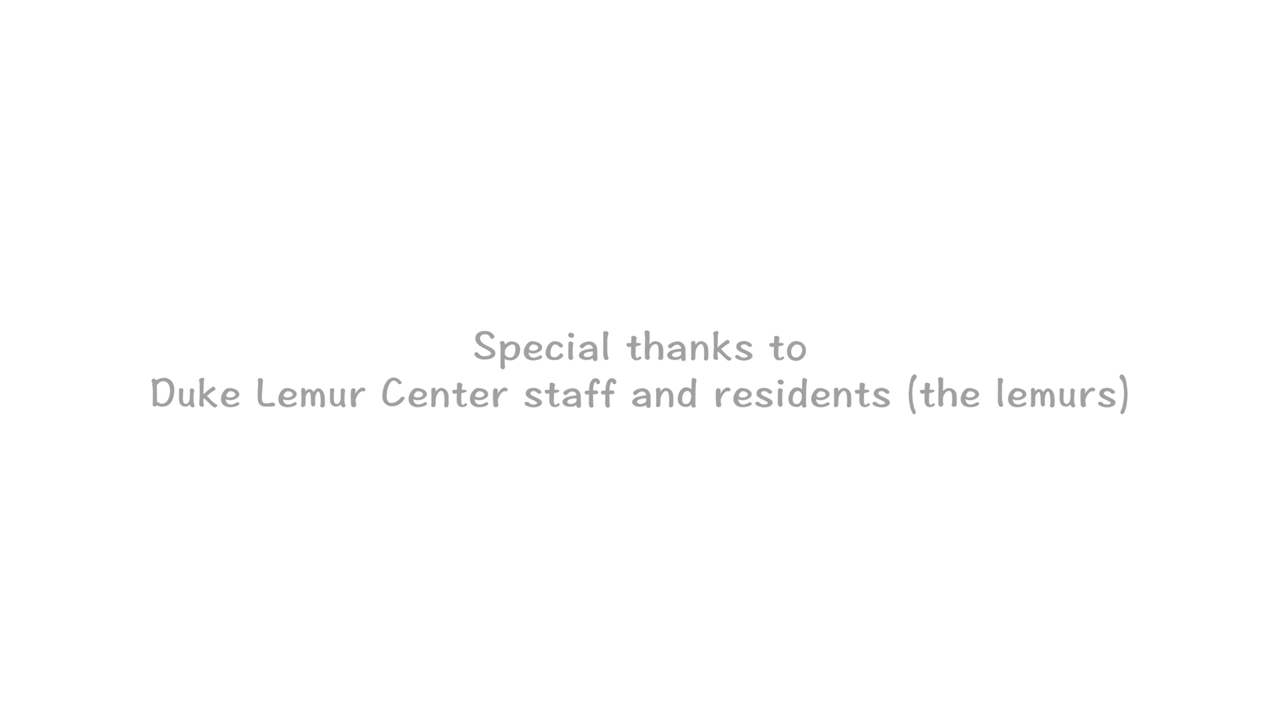 Special thanks to
Duke Lemur Center staff and residents (the lemurs)